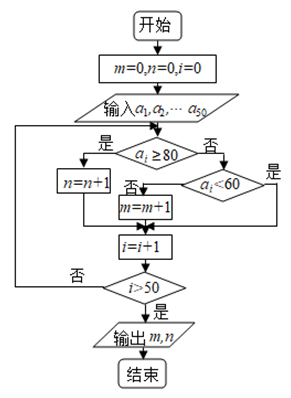 开始
m=0,n=0,i=0
输入a₁,a₂,⋯ a₅₀
是
aᵢ≥80
否
n=n+1
否
aᵢ<60
是
m=m+1
i=i+1
否
i>50
是
输出 m,n
结束